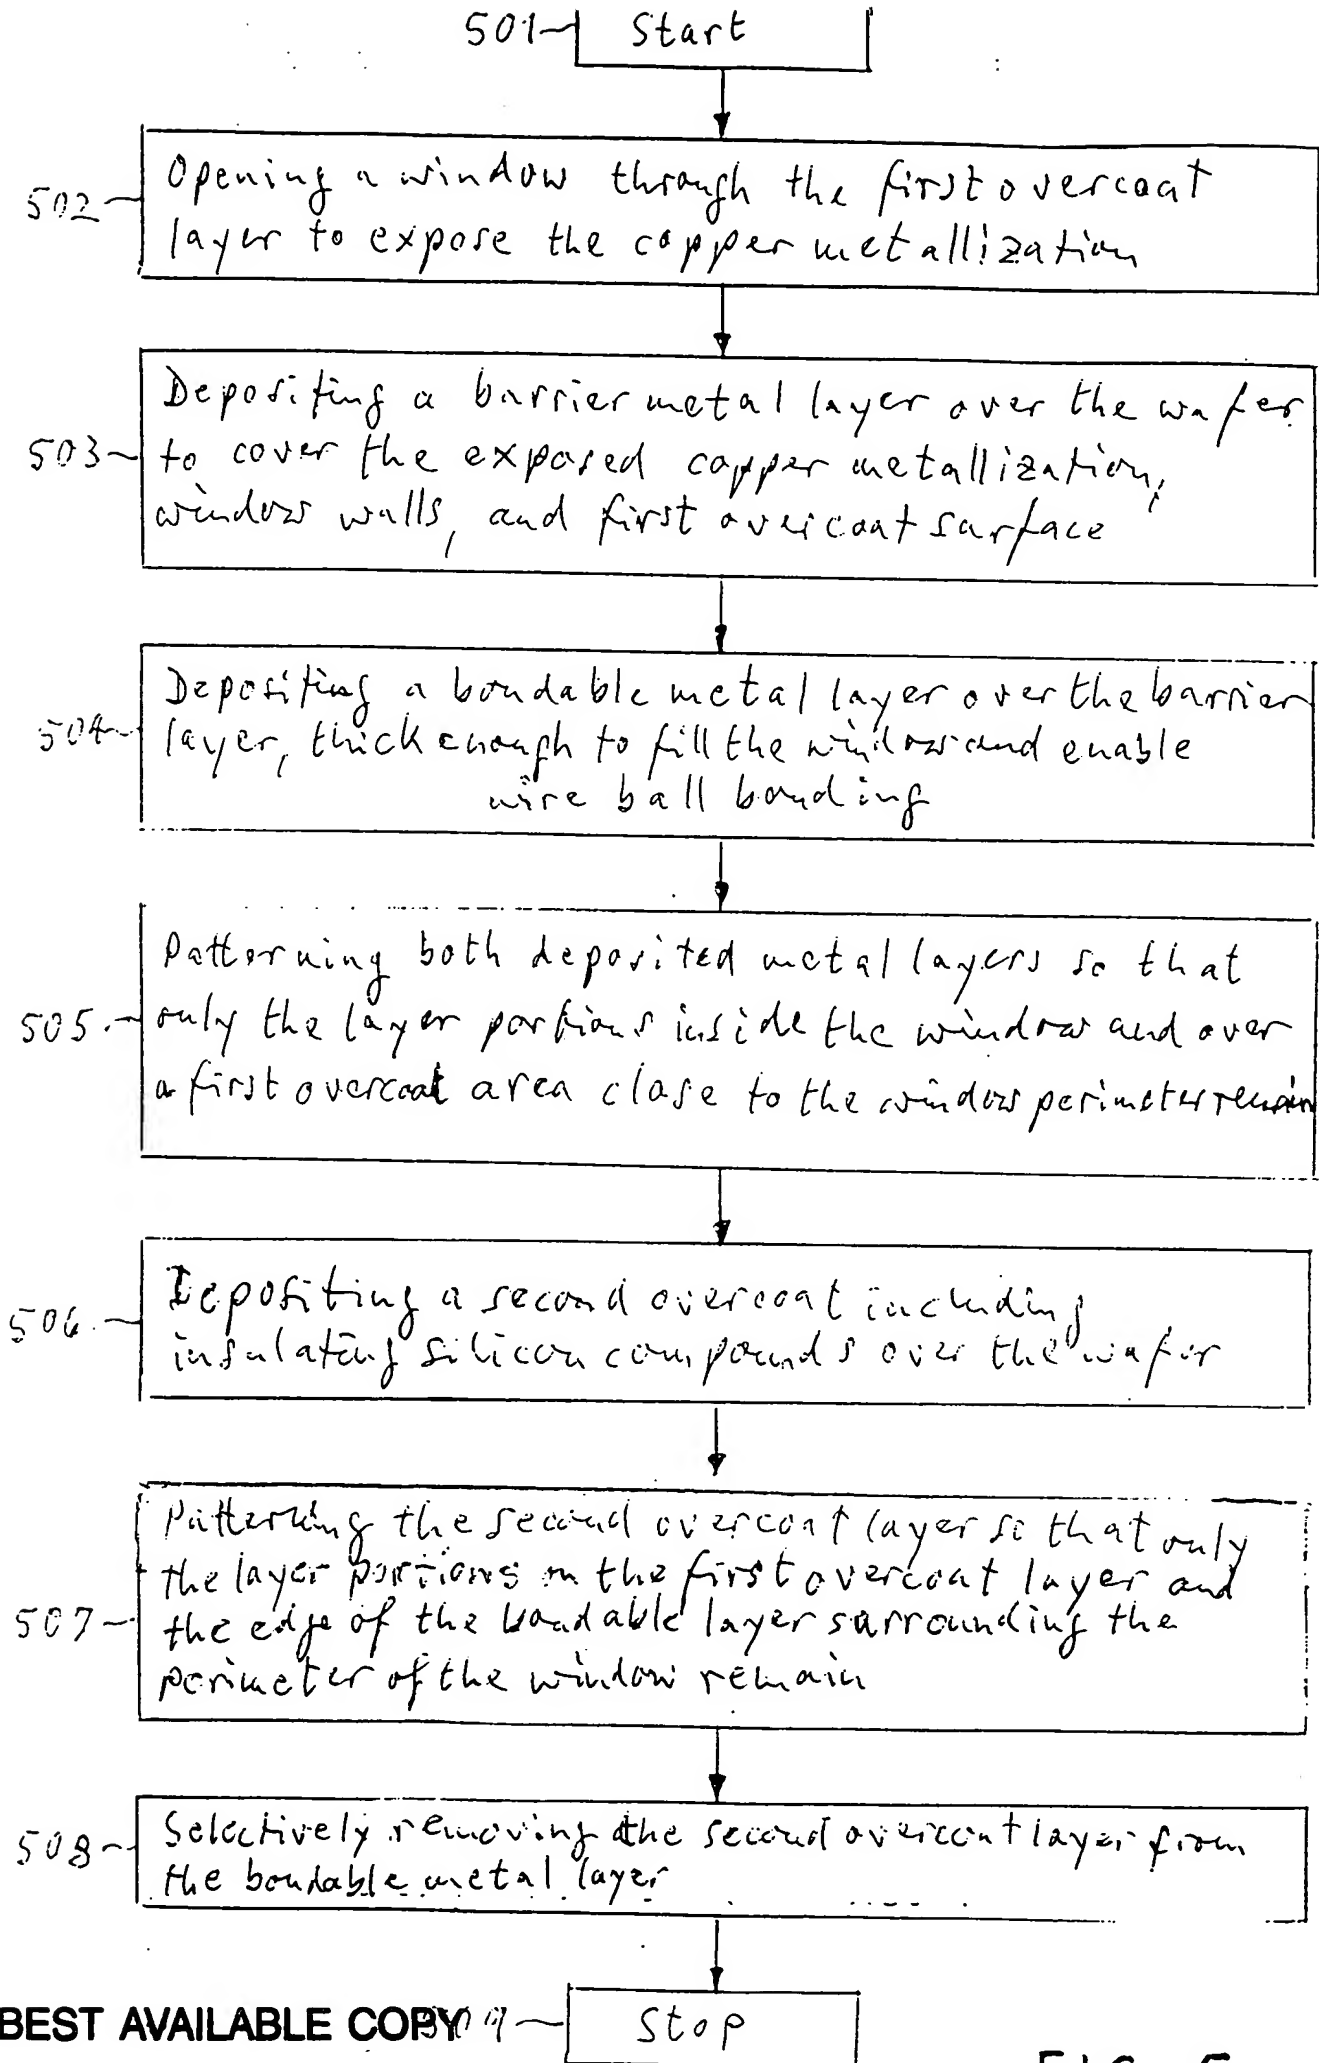 501 Start
502 Opening a window through the first overcoat
layer to expose the copper metallization
Depositing a barrier metal layer over the wafer
503 to cover the exposed copper metallization,
window walls, and first overcoat surface
Depositing a bondable metal layer over the barrier
504 layer, thick enough to fill the window and enable
wire ball bonding
Patterning both deposited metal layers so that
505 only the layer portions inside the window and over
a first overcoat area close to the window perimeter remain
506 Depositing a second overcoat including
insulating silicon compounds over the wafer
Patterning the second overcoat layer so that only
the layer portions on the first overcoat layer and
507 the edge of the bondable layer surrounding the
perimeter of the window remain
508 Selectively removing the second overcoat layer from
the bondable metal layer
BEST AVAILABLE COPY Stop